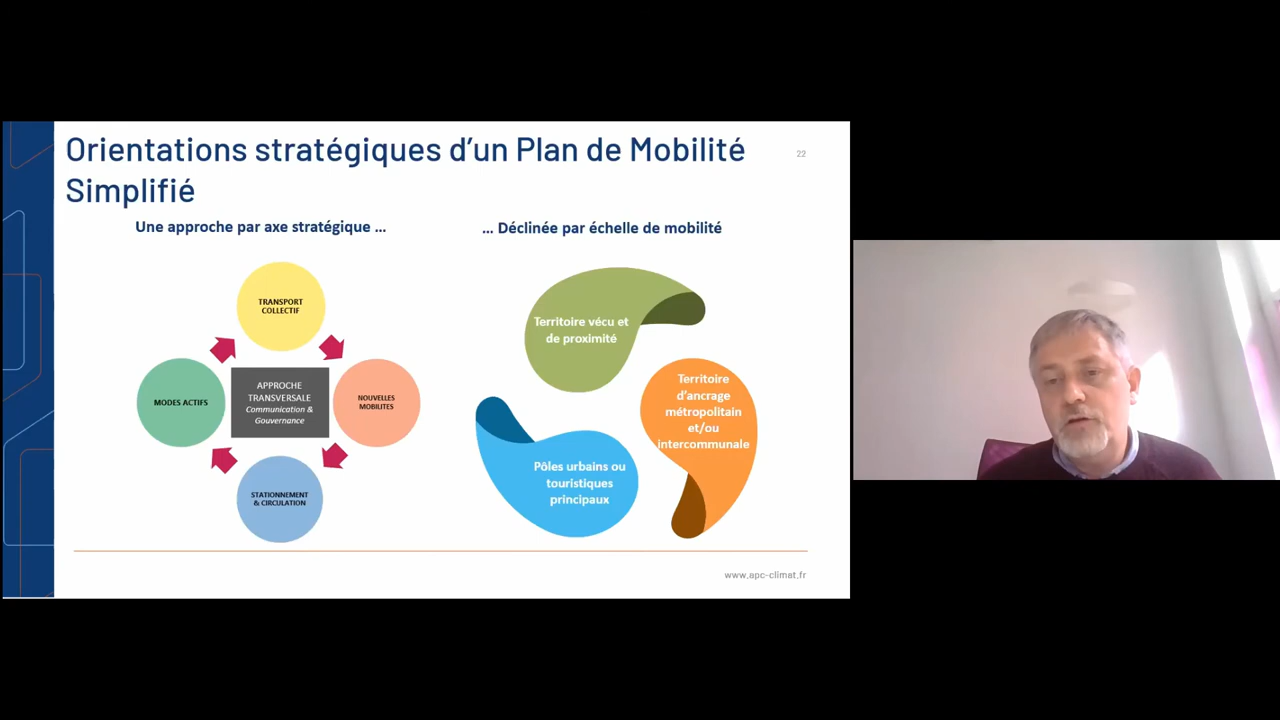 Orientations stratégiques d’un Plan de Mobilité
Simplifié
22
Une approche par axe stratégique ...
... Déclinée par échelle de mobilité
TRANSPORT
COLLECTIF
MODES ACTIFS
APPROCHE
TRANSVERSALE
Communication &
Gouvernance
NOUVELLES
MOBILITES
STATIONNEMENT
& CIRCULATION
Territoire vécu et
de proximité
Territoire
d’ancrage
métropolitain
et/ou
intercommunale
Pôles urbains ou
touristiques
principaux
www.apc-climat.fr